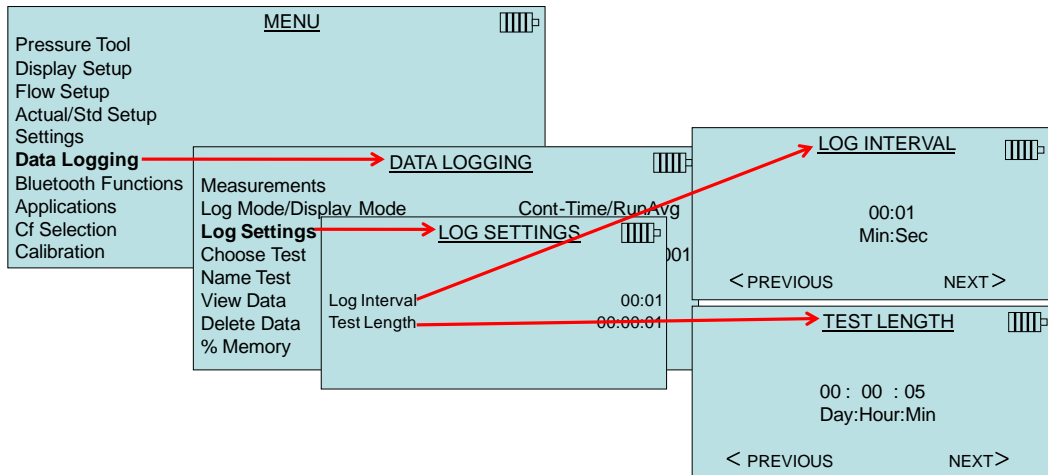 MENU
Pressure Tool
Display Setup
Flow Setup
Actual/Std Setup
Settings
Data Logging
Bluetooth Functions
Applications
Cf Selection
Calibration
DATA LOGGING
Measurements
Log Mode/Display Mode Cont-Time/RunAvg
Log Settings
Choose Test 001
Name Test
View Data
Delete Data
% Memory
LOG SETTINGS
Log Interval 00:01
Test Length 00:00:01
LOG INTERVAL
00:01
Min:Sec
< PREVIOUS NEXT >
TEST LENGTH
00 : 00 : 05
Day:Hour:Min
< PREVIOUS NEXT >